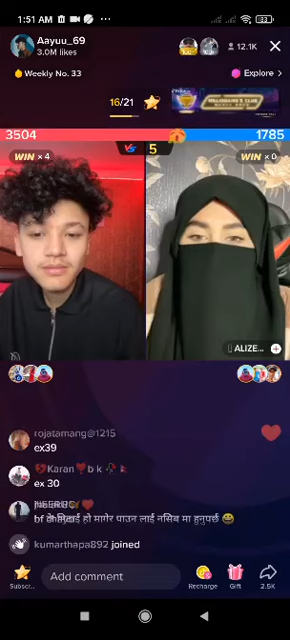 1:51 AM
Aayuu_69
3.0M likes
12.1K
Weekly No. 33
Explore >
16/21
3504
1785
WIN × 4
VS
5
WIN × 0
ALIZE...
rojatamang@1215
ex39
Karan b k
ex 30
हो मागेर पाउन लाई नसिब मा हुनुपर्छ 😄
kumarthapa892 joined
Subscr...
Add comment
Recharge
Gift
2.5K